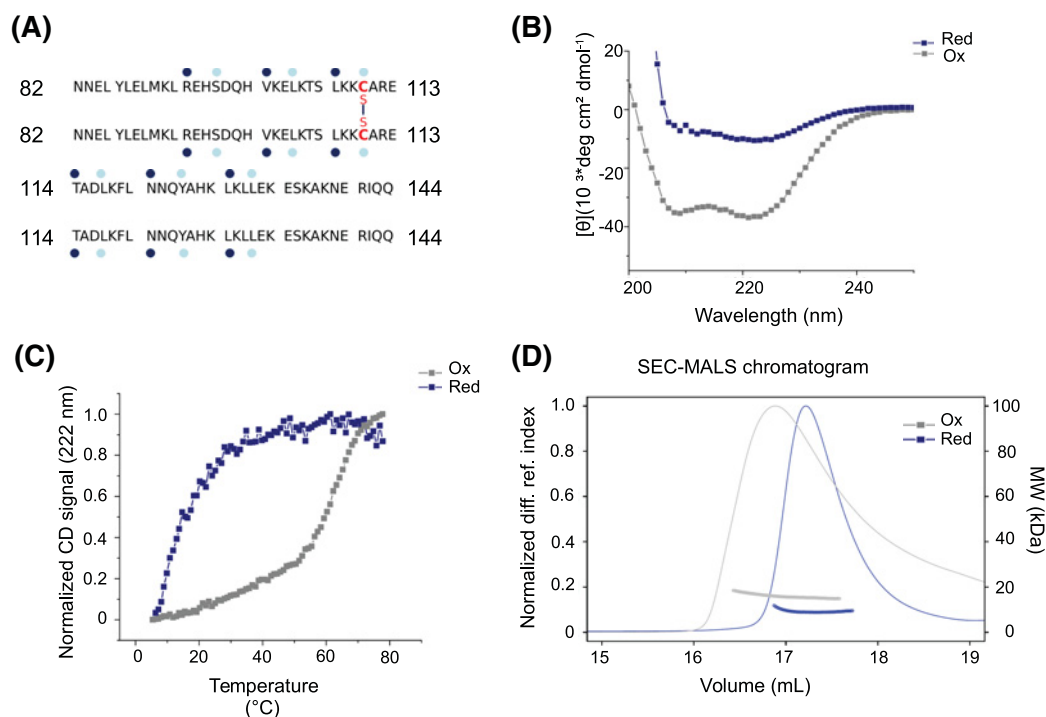 (A)
82 NNEL YLELMKL REHSDQH VKELKTS LKKCARE 113
S
S
82 NNEL YLELMKL REHSDQH VKELKTS LKKCARE 113
114 TADLKFL NNQYAHK LKLLEK ESKAKNE RIQQ 144
114 TADLKFL NNQYAHK LKLLEK ESKAKNE RIQQ 144
(B)
Red
Ox
[θ](10 ³*deg cm² dmol⁻¹)
20
0
-20
-40
200 220 240
Wavelength (nm)
(C)
Ox
Red
Normalized CD signal (222 nm)
1.0
0.8
0.6
0.4
0.2
0
0 20 40 60 80
Temperature
(°C)
(D)
SEC-MALS chromatogram
Ox
Red
Normalized diff. ref. index
1.0
0.8
0.6
0.4
0.2
0
100
80
60
40
20
0
MW (kDa)
15 16 17 18 19
Volume (mL)